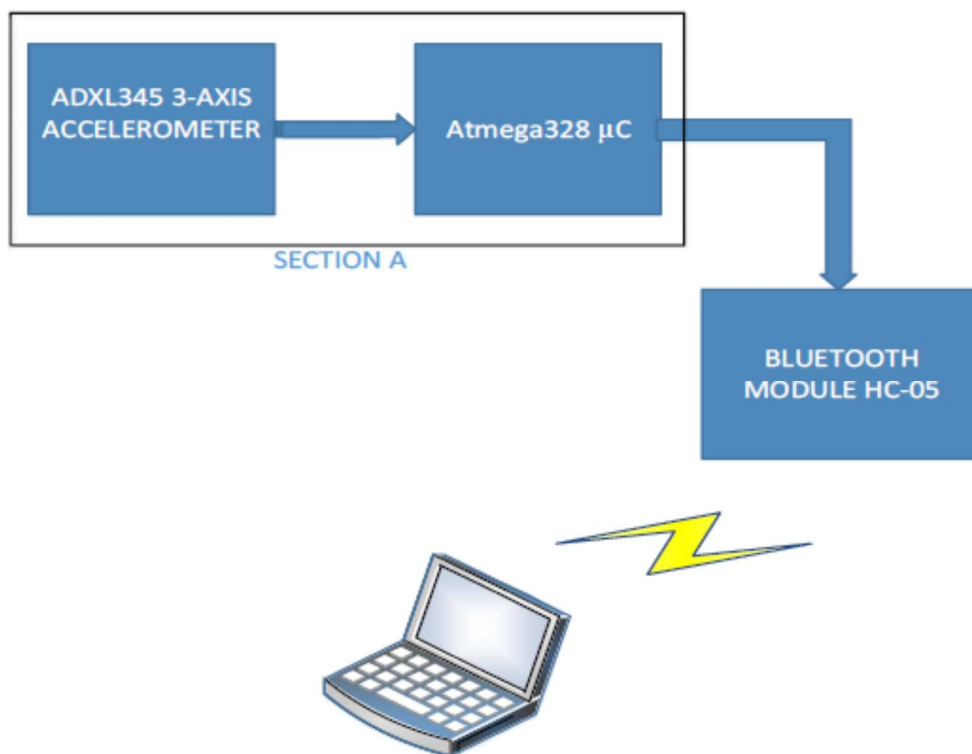 ADXL345 3-AXIS
ACCELEROMETER
Atmega328 μC
SECTION A
BLUETOOTH
MODULE HC-05